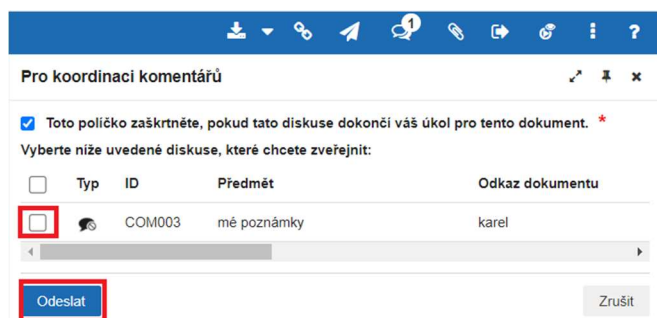 1
?
Pro koordinaci komentářů
Toto políčko zaškrtněte, pokud tato diskuse dokončí váš úkol pro tento dokument. *
Vyberte níže uvedené diskuse, které chcete zveřejnit:
Typ ID Předmět Odkaz dokumentu
COM003 mé poznámky karel
Odeslat Zrušit